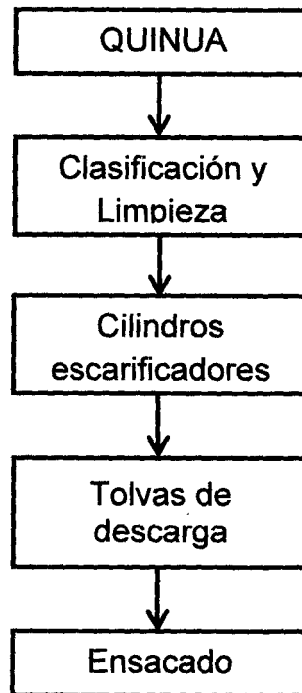 QUINUA
Clasificación y
Limpieza
Cilindros
escarificadores
Tolvas de
descarga
Ensacado